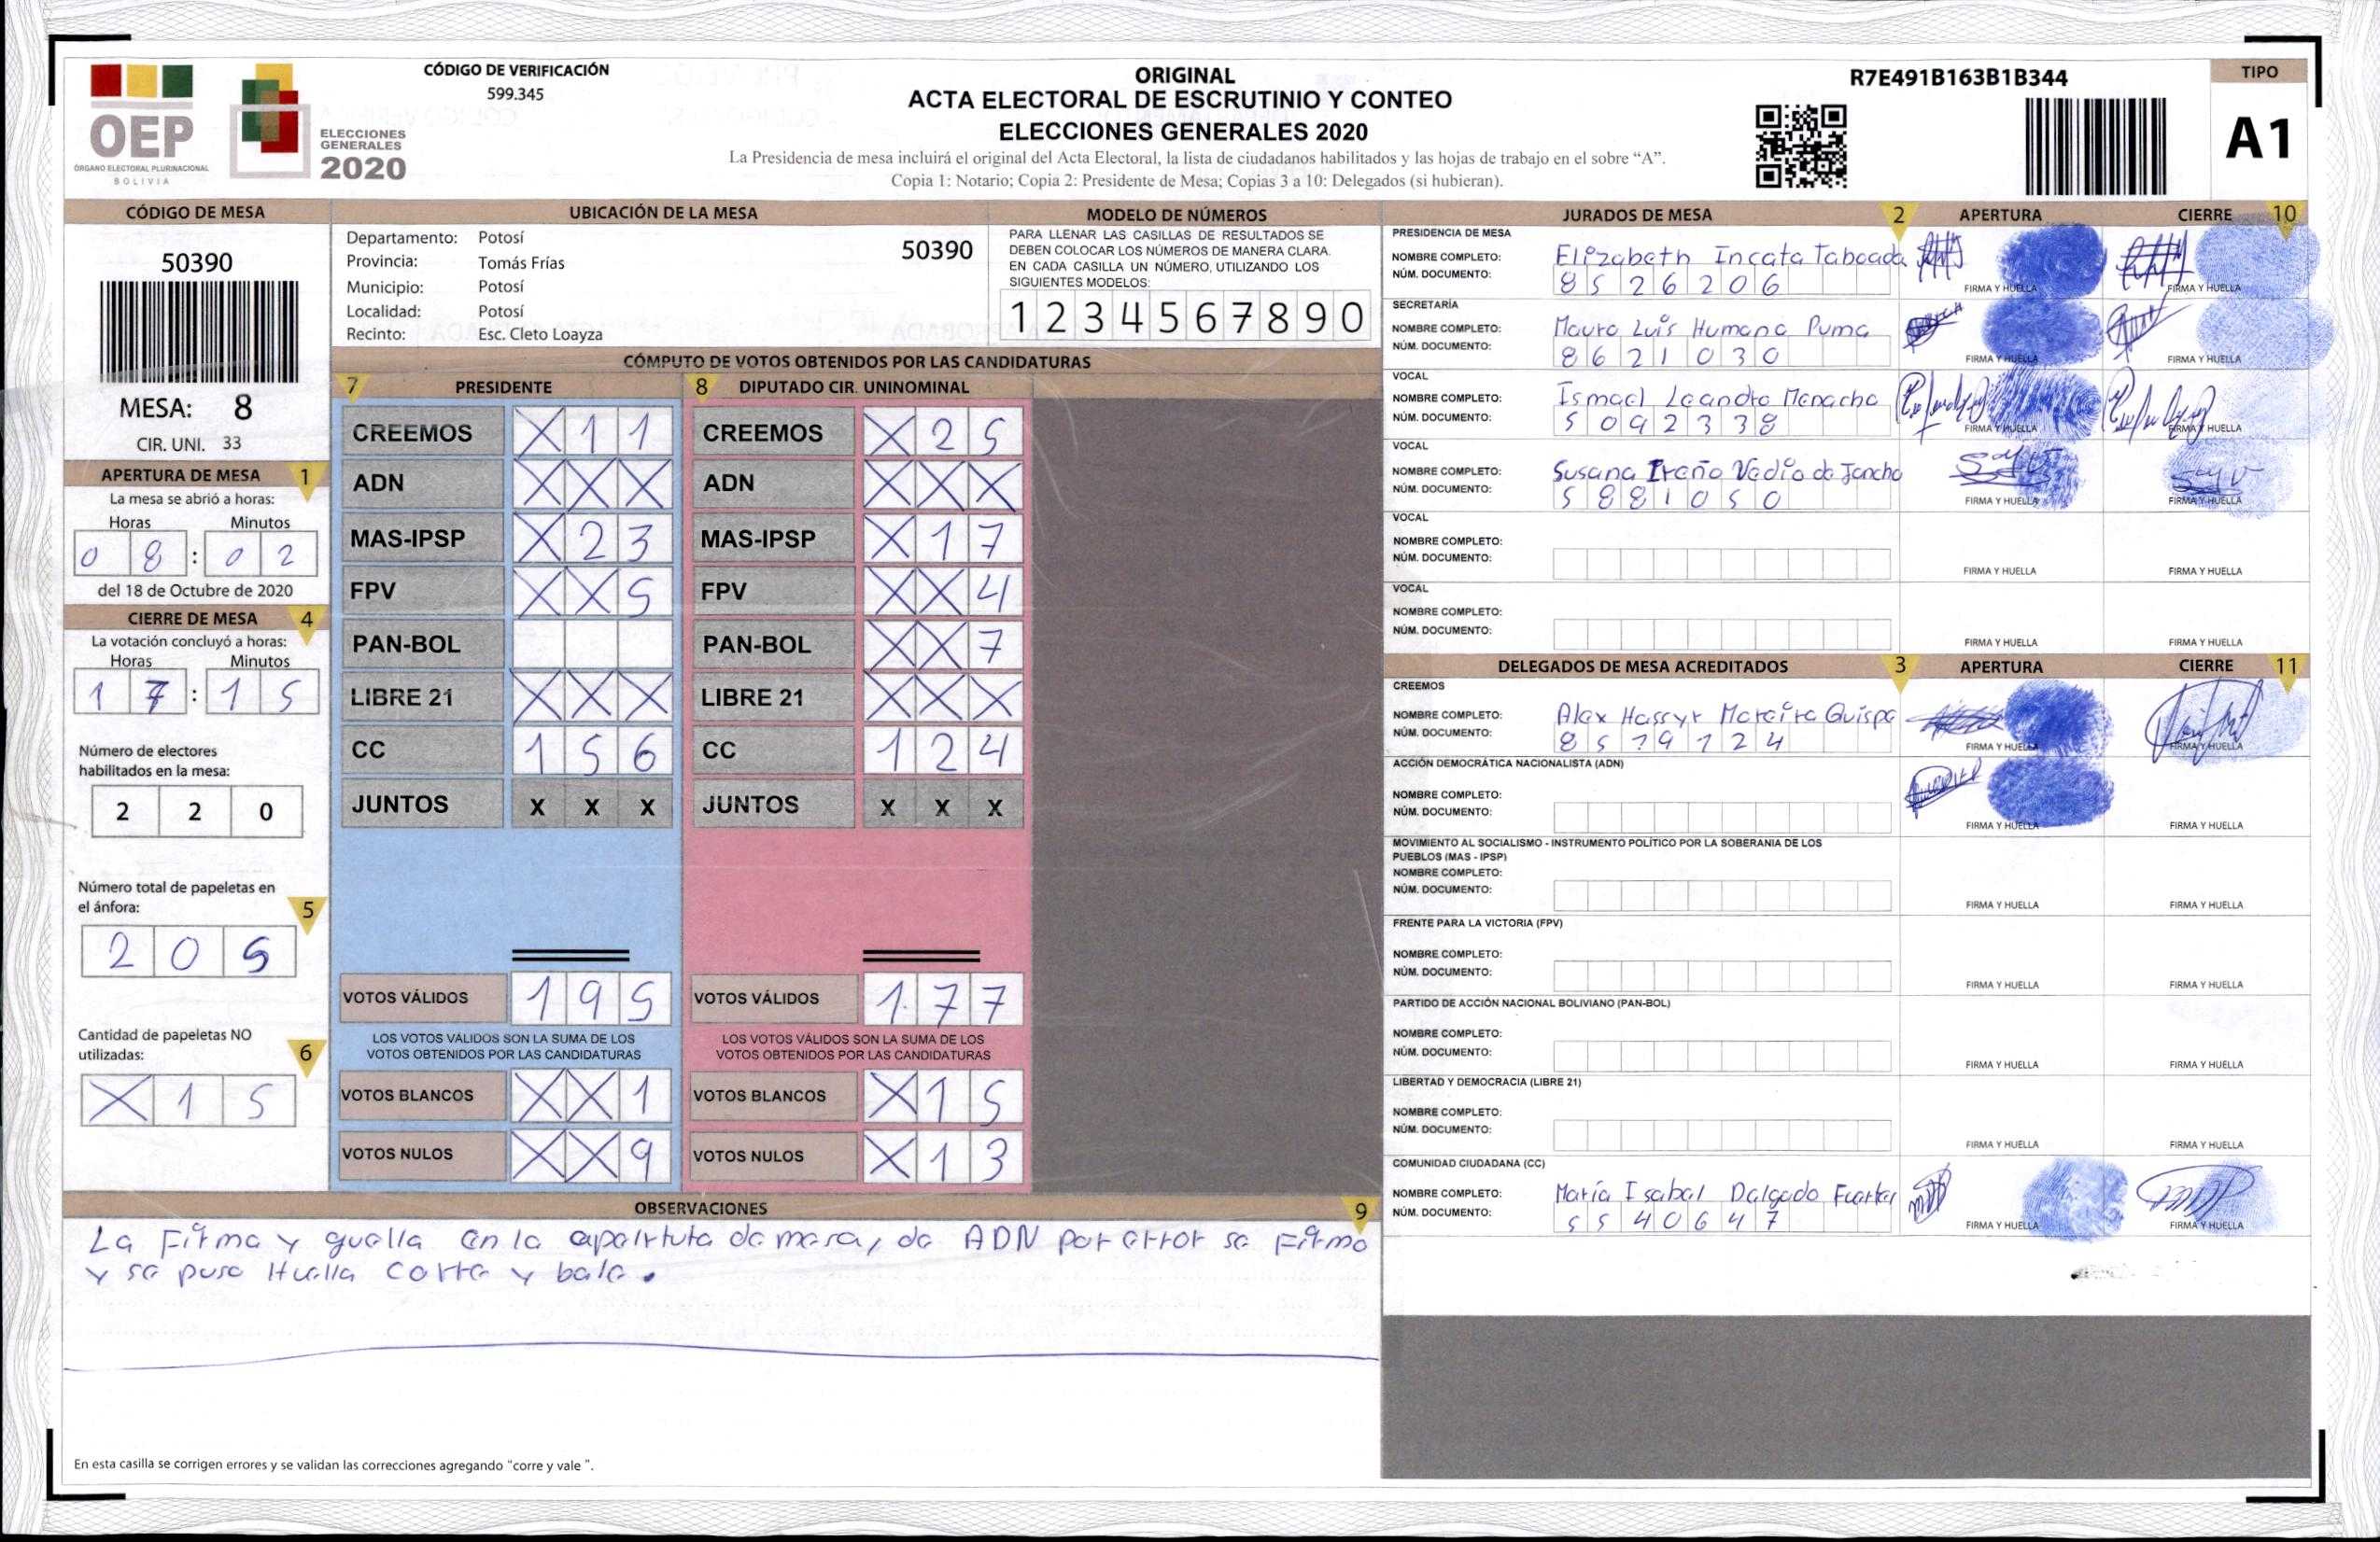 CÓDIGO DE VERIFICACIÓN
599.345
OEP
ÓRGANO ELECTORAL PLURINACIONAL
BOLIVIA
ELECCIONES
GENERALES
2020
ORIGINAL
ACTA ELECTORAL DE ESCRUTINIO Y CONTEO
ELECCIONES GENERALES 2020
La Presidencia de mesa incluirá el original del Acta Electoral, la lista de ciudadanos habilitados y las hojas de trabajo en el sobre “A”.
Copia 1: Notario; Copia 2: Presidente de Mesa; Copias 3 a 10: Delegados (si hubieran).
R7E491B163B1B344
TIPO
A1
CÓDIGO DE MESA
50390
MESA: 8
CIR. UNI. 33
APERTURA DE MESA 1
La mesa se abrió a horas:
Horas Minutos
0 8 : 0 2
del 18 de Octubre de 2020
CIERRE DE MESA 4
La votación concluyó a horas:
Horas Minutos
1 7 : 1 5
Número de electores
habilitados en la mesa:
2 2 0
Número total de papeletas en
el ánfora: 5
2 0 5
Cantidad de papeletas NO
utilizadas: 6
X 1 5
UBICACIÓN DE LA MESA
Departamento: Potosí
50390
Provincia: Tomás Frías
Municipio: Potosí
Localidad: Potosí
Recinto: Esc. Cleto Loayza
MODELO DE NÚMEROS
PARA LLENAR LAS CASILLAS DE RESULTADOS SE
DEBEN COLOCAR LOS NÚMEROS DE MANERA CLARA.
EN CADA CASILLA UN NÚMERO, UTILIZANDO LOS
SIGUIENTES MODELOS:
1 2 3 4 5 6 7 8 9 0
CÓMPUTO DE VOTOS OBTENIDOS POR LAS CANDIDATURAS
7 PRESIDENTE
CREEMOS X 1 1
ADN X X X
MAS-IPSP X 2 3
FPV X X 5
PAN-BOL
LIBRE 21 X X X
CC 1 5 6
JUNTOS X X X
VOTOS VÁLIDOS 1 9 5
LOS VOTOS VÁLIDOS SON LA SUMA DE LOS
VOTOS OBTENIDOS POR LAS CANDIDATURAS
VOTOS BLANCOS X X 1
VOTOS NULOS X X 9
8 DIPUTADO CIR. UNINOMINAL
CREEMOS X 2 5
ADN X X X
MAS-IPSP X 1 7
FPV X X 4
PAN-BOL X X 7
LIBRE 21 X X X
CC 1 2 4
JUNTOS X X X
VOTOS VÁLIDOS 1 7 7
LOS VOTOS VÁLIDOS SON LA SUMA DE LOS
VOTOS OBTENIDOS POR LAS CANDIDATURAS
VOTOS BLANCOS X 1 5
VOTOS NULOS X 1 3
OBSERVACIONES 9
La Firma y guella en la apelrtuta de mesa, de ADN por error se Firmo
y se puso Huella Corre y bale.
En esta casilla se corrigen errores y se validan las correcciones agregando “corre y vale ”.
JURADOS DE MESA 2 APERTURA CIERRE 10
PRESIDENCIA DE MESA
NOMBRE COMPLETO: Elizabeth Incata Taboada
NÚM. DOCUMENTO: 8 5 2 6 2 0 6
FIRMA Y HUELLA FIRMA Y HUELLA
SECRETARÍA
NOMBRE COMPLETO: Mauro Luis Humana Puma
NÚM. DOCUMENTO: 8 6 2 1 0 3 0
FIRMA Y HUELLA FIRMA Y HUELLA
VOCAL
NOMBRE COMPLETO: Ismael Leandro Menacho
NÚM. DOCUMENTO: 5 0 9 2 3 3 8
FIRMA Y HUELLA FIRMA Y HUELLA
VOCAL
NOMBRE COMPLETO: Susana Ireño Vedia de Jancho
NÚM. DOCUMENTO: 5 8 8 1 0 5 0
FIRMA Y HUELLA FIRMA Y HUELLA
VOCAL
NOMBRE COMPLETO:
NÚM. DOCUMENTO:
FIRMA Y HUELLA FIRMA Y HUELLA
VOCAL
NOMBRE COMPLETO:
NÚM. DOCUMENTO:
FIRMA Y HUELLA FIRMA Y HUELLA
DELEGADOS DE MESA ACREDITADOS 3 APERTURA CIERRE 11
CREEMOS
NOMBRE COMPLETO: Alex Hassyr Moreira Quispe
NÚM. DOCUMENTO: 8 5 7 9 1 2 4
FIRMA Y HUELLA FIRMA Y HUELLA
ACCIÓN DEMOCRÁTICA NACIONALISTA (ADN)
NOMBRE COMPLETO:
NÚM. DOCUMENTO:
FIRMA Y HUELLA FIRMA Y HUELLA
MOVIMIENTO AL SOCIALISMO - INSTRUMENTO POLÍTICO POR LA SOBERANIA DE LOS
PUEBLOS (MAS - IPSP)
NOMBRE COMPLETO:
NÚM. DOCUMENTO:
FIRMA Y HUELLA FIRMA Y HUELLA
FRENTE PARA LA VICTORIA (FPV)
NOMBRE COMPLETO:
NÚM. DOCUMENTO:
FIRMA Y HUELLA FIRMA Y HUELLA
PARTIDO DE ACCIÓN NACIONAL BOLIVIANO (PAN-BOL)
NOMBRE COMPLETO:
NÚM. DOCUMENTO:
FIRMA Y HUELLA FIRMA Y HUELLA
LIBERTAD Y DEMOCRACIA (LIBRE 21)
NOMBRE COMPLETO:
NÚM. DOCUMENTO:
FIRMA Y HUELLA FIRMA Y HUELLA
COMUNIDAD CIUDADANA (CC)
NOMBRE COMPLETO: María Isabel Delgado Fuertes
NÚM. DOCUMENTO: 5 5 4 0 6 4 7
FIRMA Y HUELLA FIRMA Y HUELLA